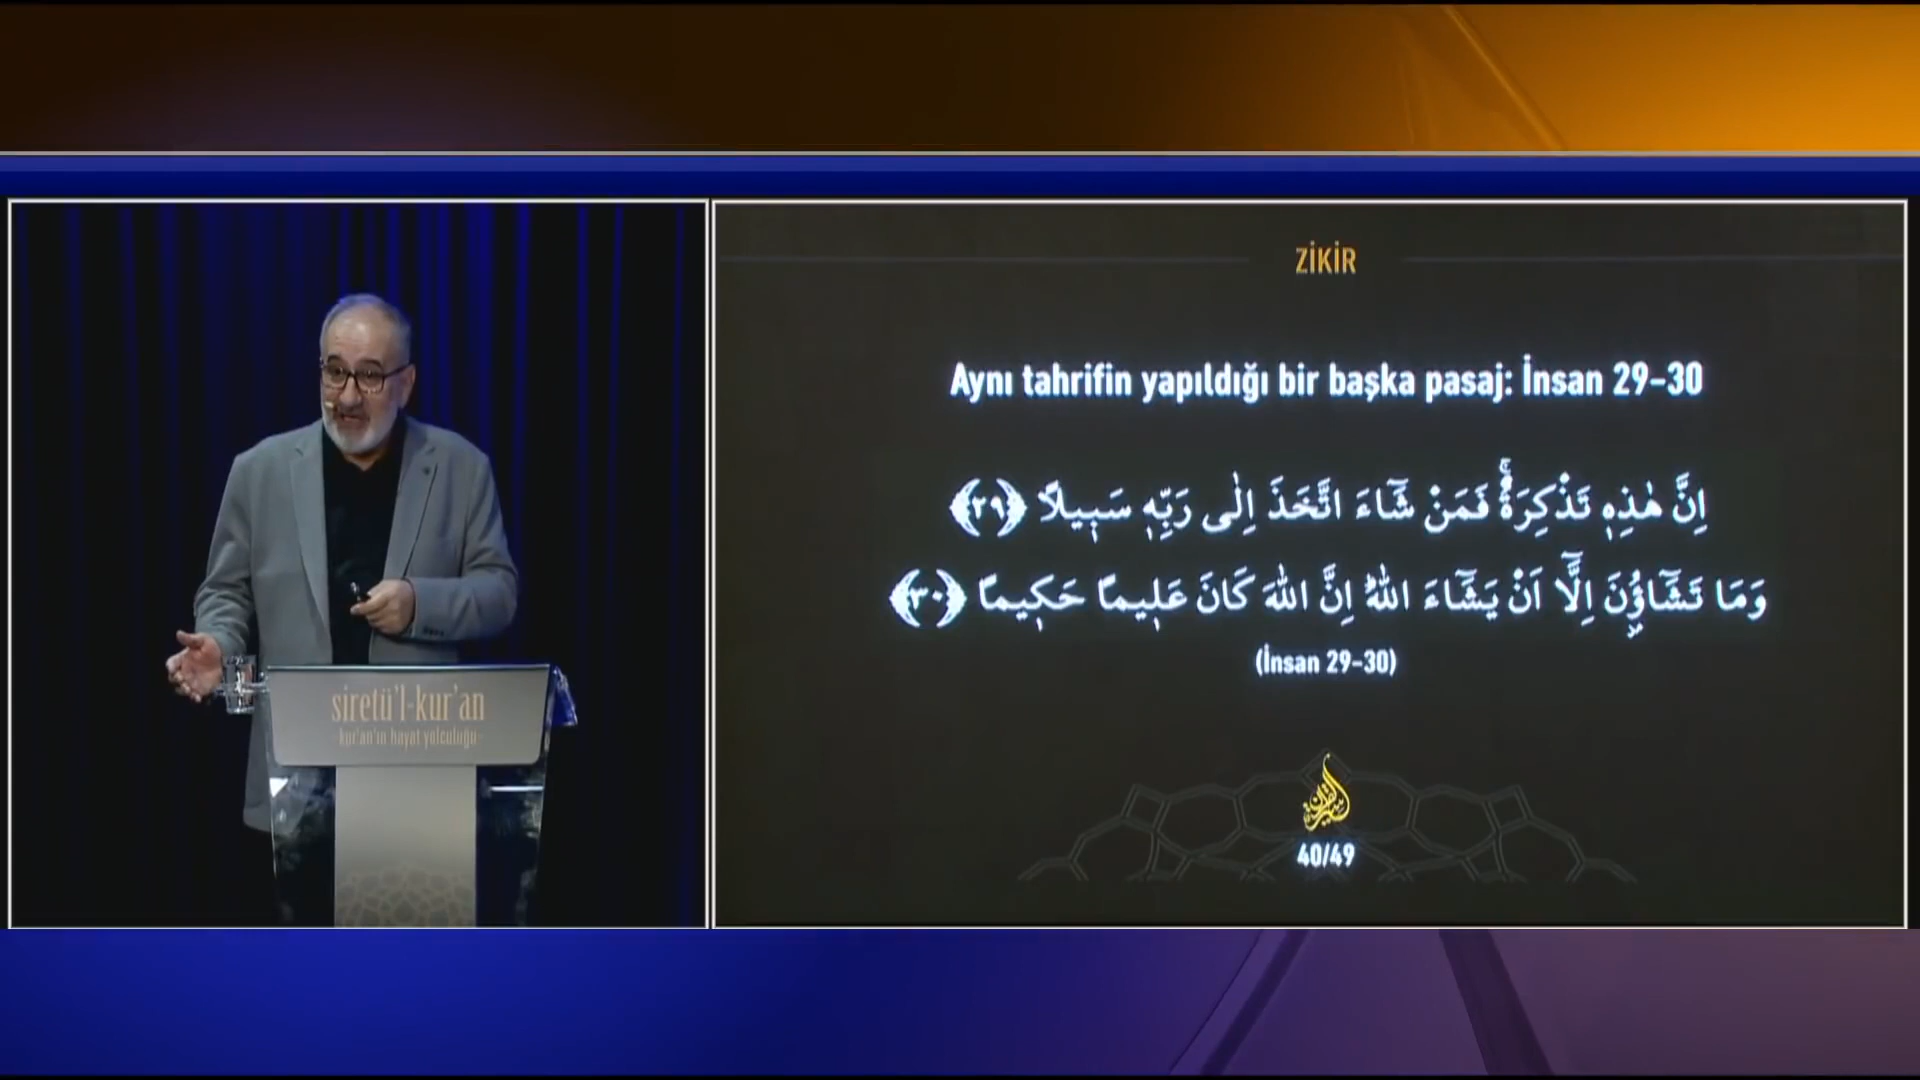 siretü'l-kur'an
kur'an'ın hayat yolculuğu
ZİKİR
Aynı tahrifin yapıldığı bir başka pasaj: İnsan 29-30
اِنَّ هٰذِهٖ تَذْكِرَةٌۚ فَمَنْ شَٓاءَ اتَّخَذَ اِلٰى رَبِّهٖ سَبٖيلًا ﴿٢٩﴾
وَمَا تَشَٓاؤُ۫نَ اِلَّٓا اَنْ يَشَٓاءَ اللّٰهُؕ اِنَّ اللّٰهَ كَانَ عَلٖيمًا حَكٖيمًا ﴿٣٠﴾
(İnsan 29-30)
40/49